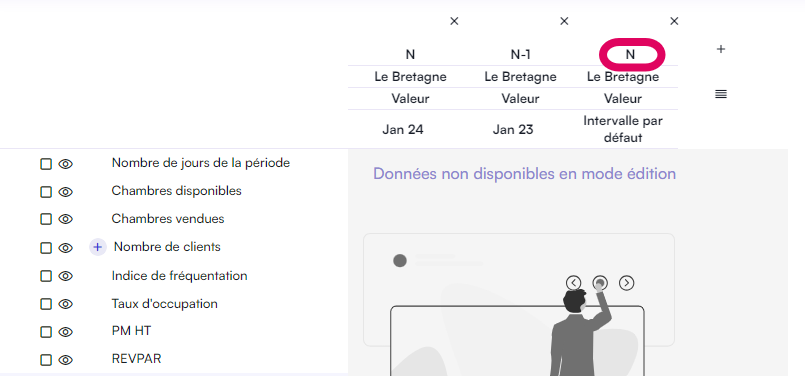 N N-1 N
Le Bretagne Le Bretagne Le Bretagne
Valeur Valeur Valeur
Jan 24 Jan 23 Intervalle par
défaut
Nombre de jours de la période
Données non disponibles en mode édition
Chambres disponibles
Chambres vendues
Nombre de clients
Indice de fréquentation
Taux d'occupation
PM HT
REVPAR